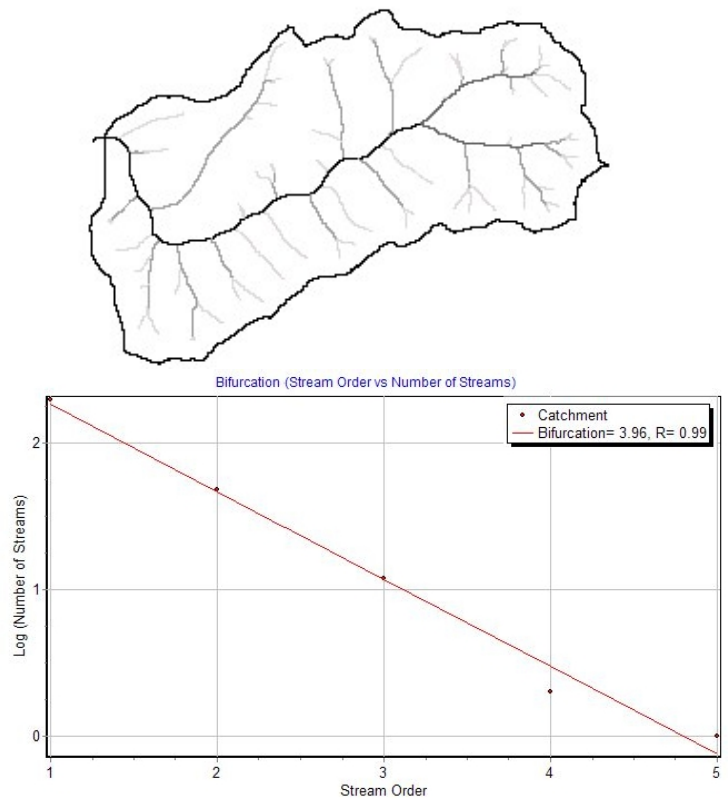 Bifurcation (Stream Order vs Number of Streams)
Catchment
Bifurcation= 3.96, R= 0.99
Log (Number of Streams)
2
1
0
1 2 3 4 5
Stream Order